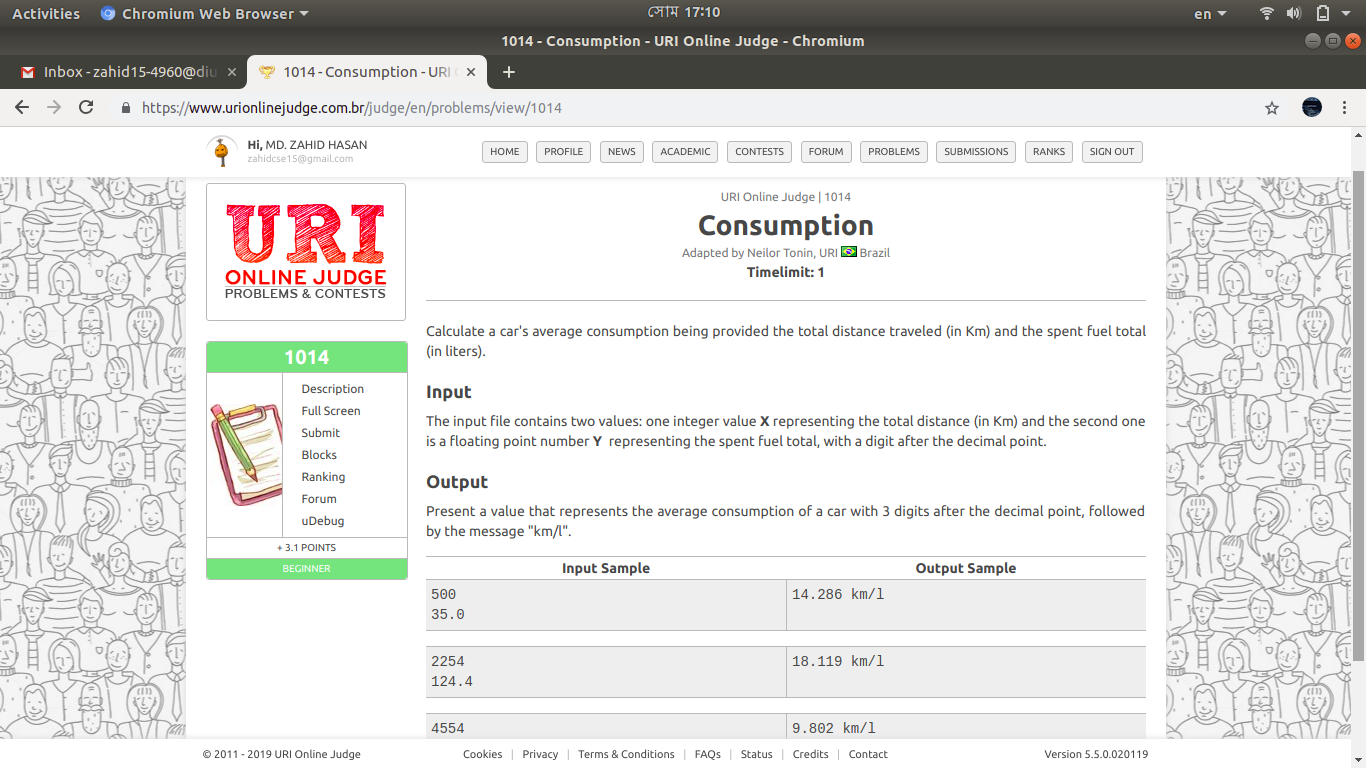 Activities Chromium Web Browser সোম 17:10 en
1014 - Consumption - URI Online Judge - Chromium
Inbox - zahid15-4960@diu 1014 - Consumption - URI
https://www.urionlinejudge.com.br/judge/en/problems/view/1014
Hi, MD. ZAHID HASAN
zahidcse15@gmail.com
HOME PROFILE NEWS ACADEMIC CONTESTS FORUM PROBLEMS SUBMISSIONS RANKS SIGN OUT
URI
ONLINE JUDGE
PROBLEMS & CONTESTS
1014
Description
Full Screen
Submit
Blocks
Ranking
Forum
uDebug
+ 3.1 POINTS
BEGINNER
URI Online Judge | 1014
Consumption
Adapted by Neilor Tonin, URI Brazil
Timelimit: 1
Calculate a car's average consumption being provided the total distance traveled (in Km) and the spent fuel total
(in liters).
Input
The input file contains two values: one integer value X representing the total distance (in Km) and the second one
is a floating point number Y representing the spent fuel total, with a digit after the decimal point.
Output
Present a value that represents the average consumption of a car with 3 digits after the decimal point, followed
by the message "km/l".
Input Sample Output Sample
500 14.286 km/l
35.0
2254 18.119 km/l
124.4
4554 9.802 km/l
© 2011 - 2019 URI Online Judge Cookies | Privacy | Terms & Conditions | FAQs | Status | Credits | Contact Version 5.5.0.020119